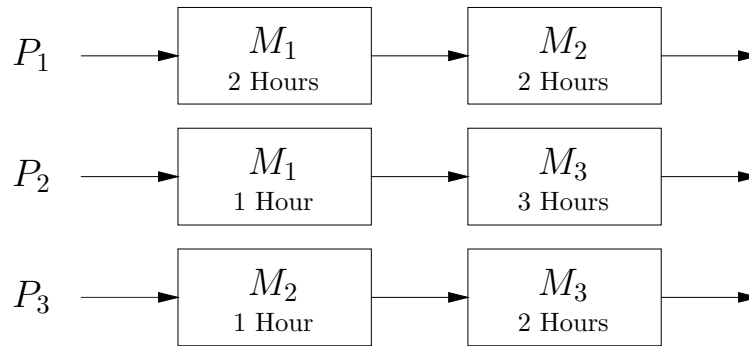 P₁ M₁ M₂
2 Hours 2 Hours
P₂ M₁ M₃
1 Hour 3 Hours
P₃ M₂ M₃
1 Hour 2 Hours